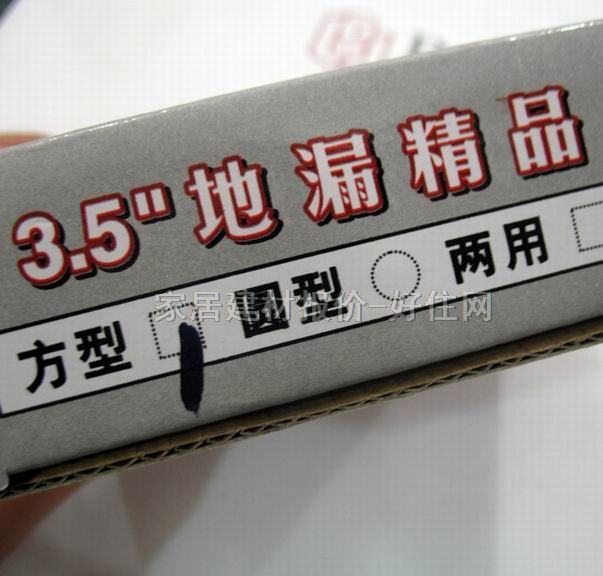 3.5"地漏精品
方型 圆型 两用
家居建材报价-好住网